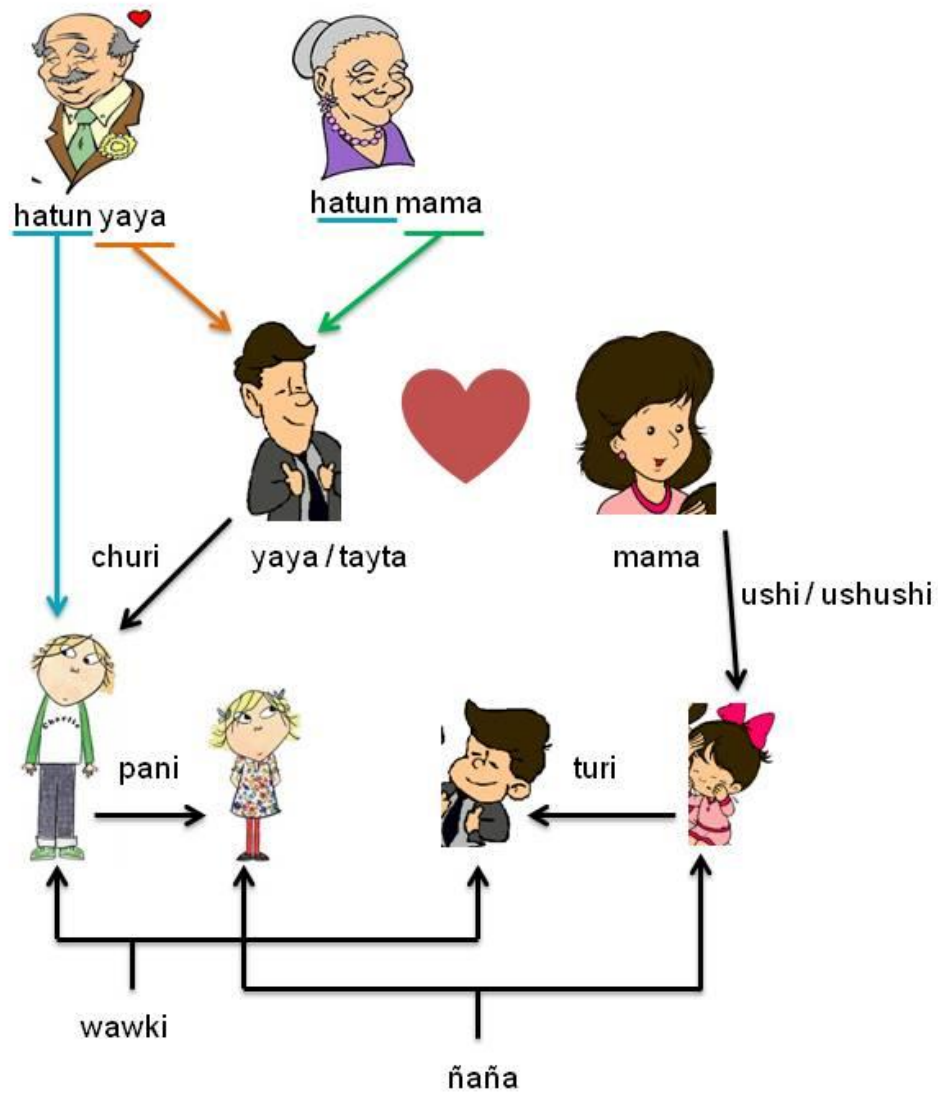 hatun yaya
hatun mama
churi
yaya / tayta
mama
ushi / ushushi
Charlie
pani
turi
wawki
ñaña